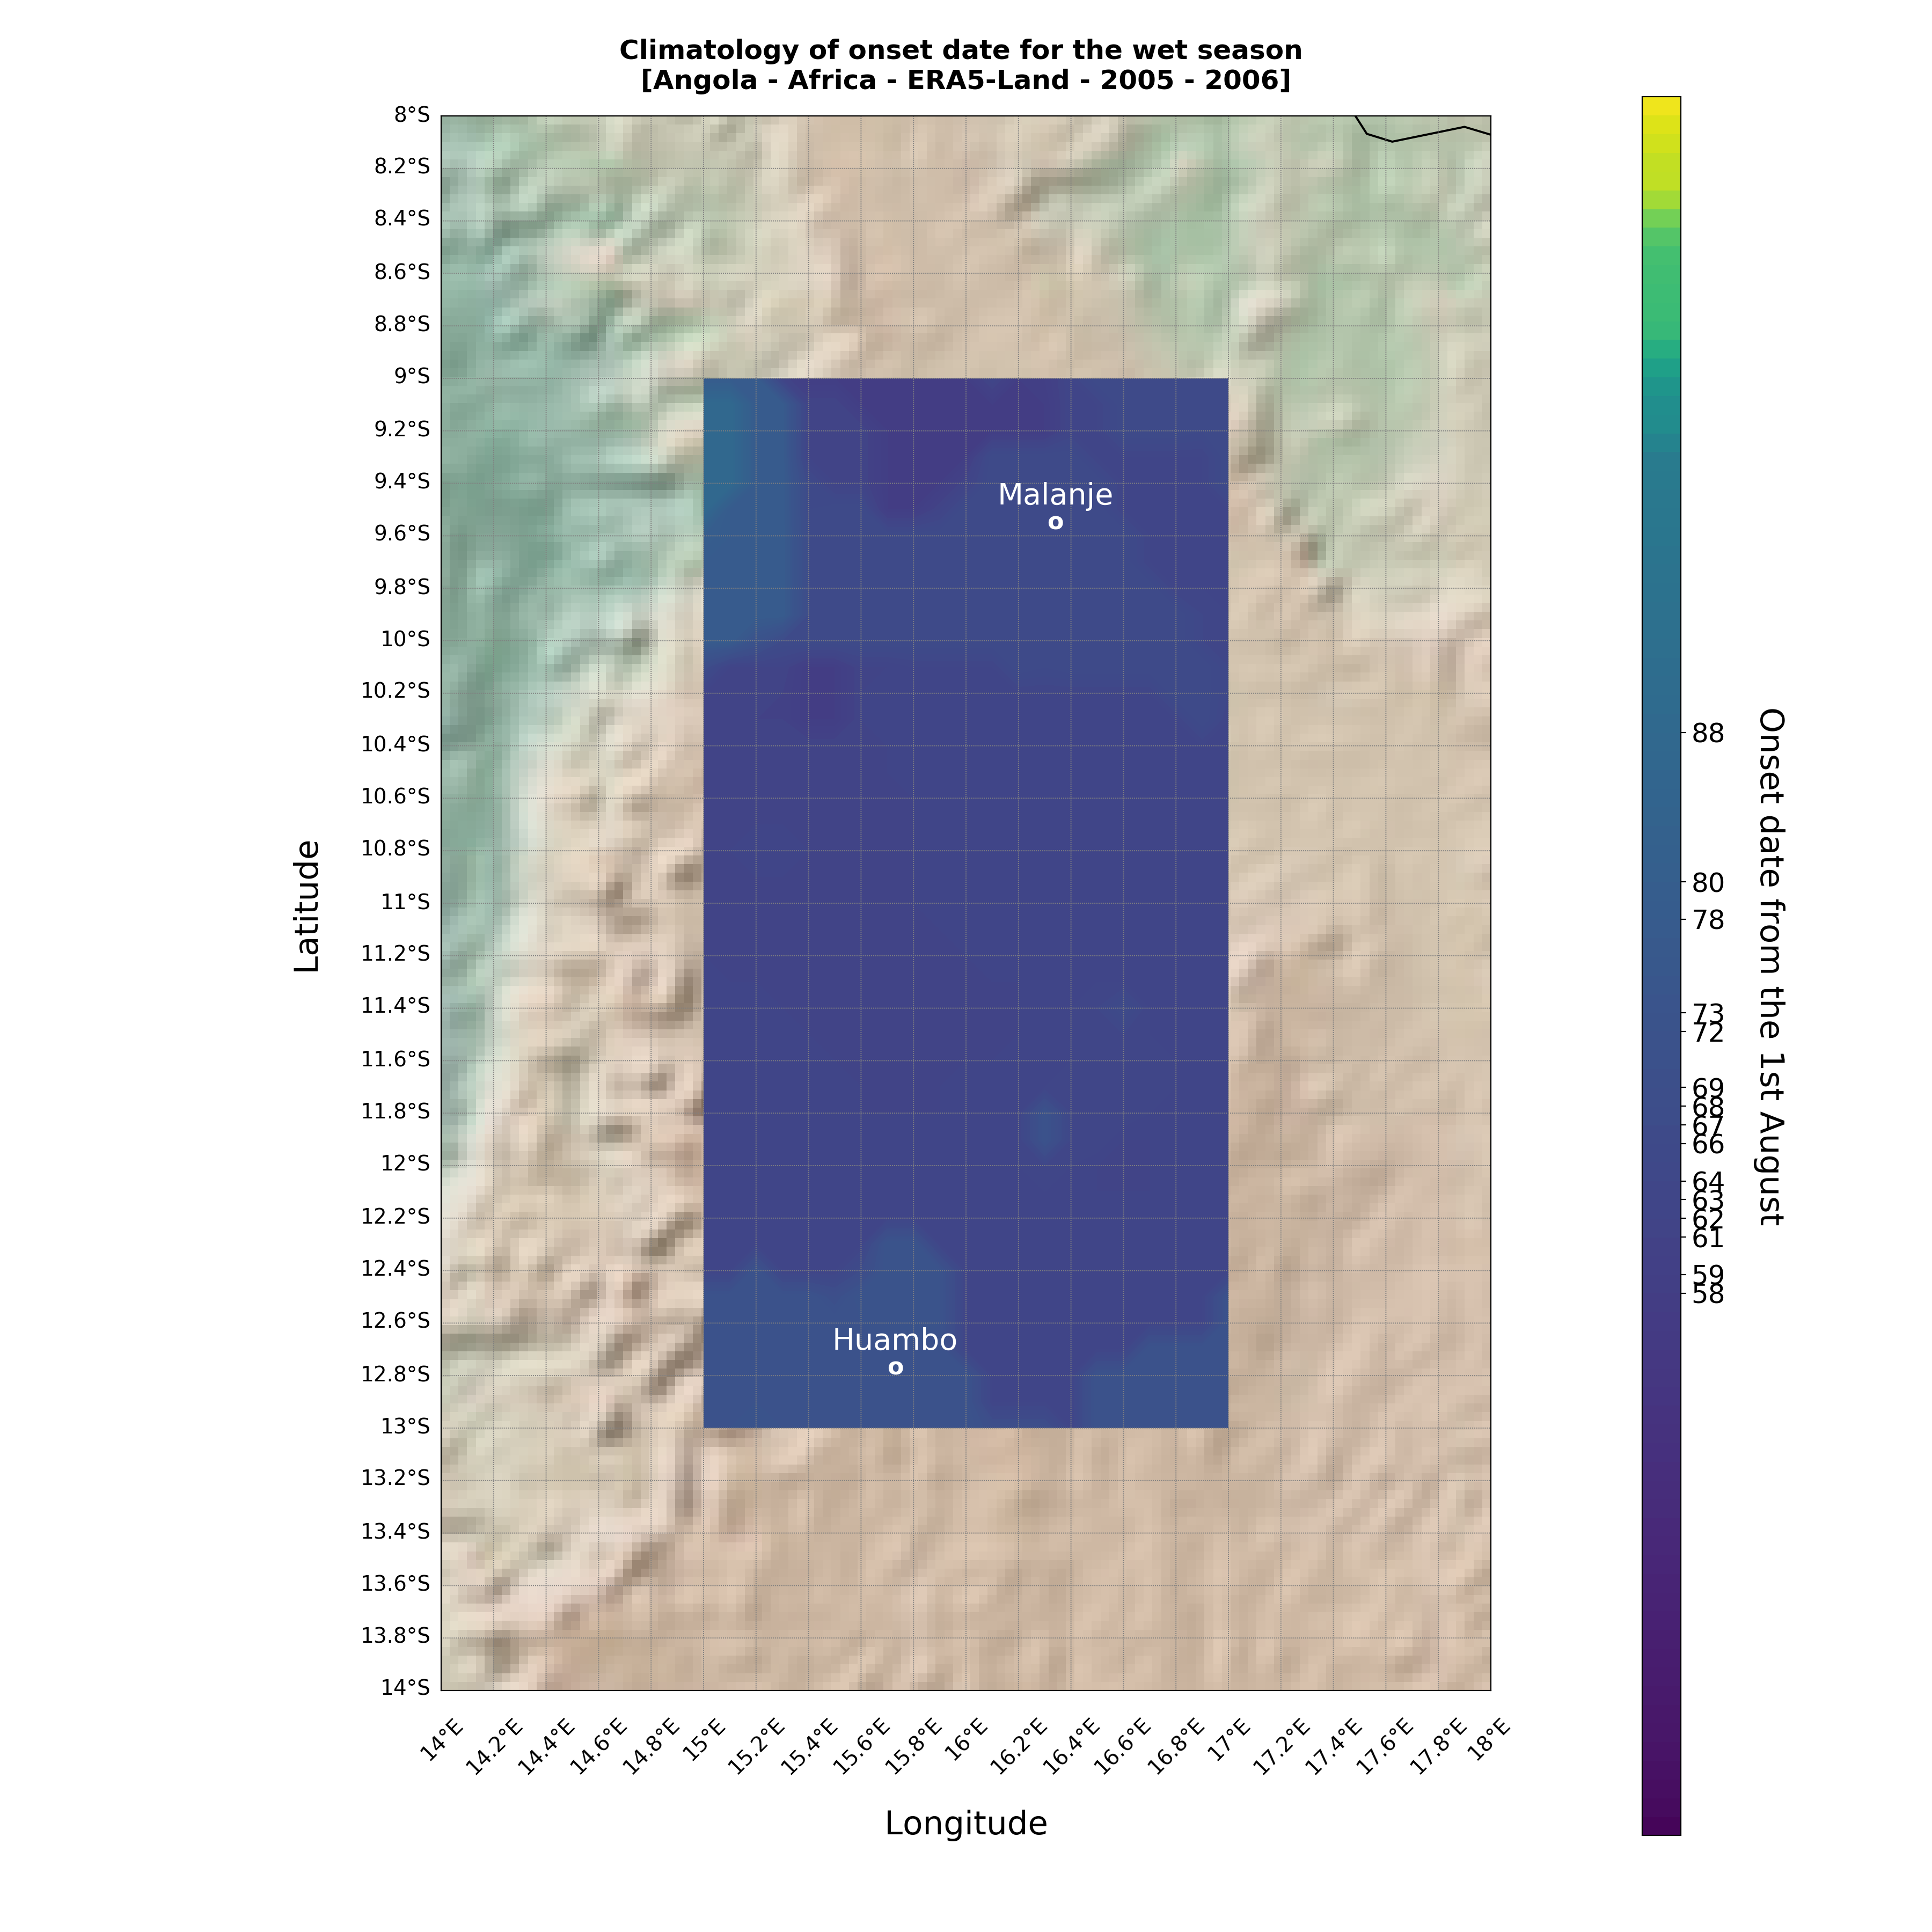 Climatology of onset date for the wet season
[Angola - Africa - ERA5-Land - 2005 - 2006]
8°S
8.2°S
8.4°S
8.6°S
8.8°S
9°S
9.2°S
9.4°S
9.6°S
9.8°S
10°S
10.2°S
10.4°S
10.6°S
10.8°S
11°S
11.2°S
11.4°S
11.6°S
11.8°S
12°S
12.2°S
12.4°S
12.6°S
12.8°S
13°S
13.2°S
13.4°S
13.6°S
13.8°S
14°S
Latitude
Malanje
Huambo
14°E
14.2°E
14.4°E
14.6°E
14.8°E
15°E
15.2°E
15.4°E
15.6°E
15.8°E
16°E
16.2°E
16.4°E
16.6°E
16.8°E
17°E
17.2°E
17.4°E
17.6°E
17.8°E
18°E
Longitude
88
80
78
73
72
69
68
67
66
64
63
62
61
59
58
Onset date from the 1st August